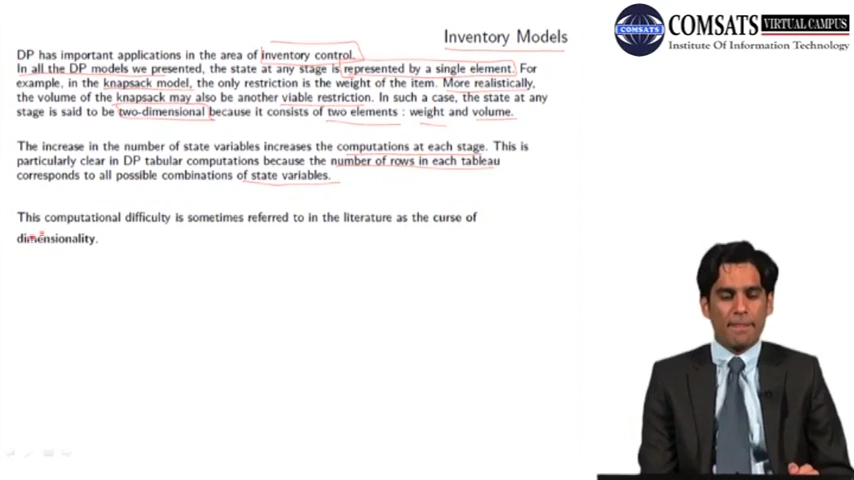 Inventory Models
COMSATS VIRTUAL CAMPUS
Institute Of Information Technology
DP has important applications in the area of inventory control.
In all the DP models we presented, the state at any stage is represented by a single element. For
example, in the knapsack model, the only restriction is the weight of the item. More realistically,
the volume of the knapsack may also be another viable restriction. In such a case, the state at any
stage is said to be two-dimensional because it consists of two elements : weight and volume.
The increase in the number of state variables increases the computations at each stage. This is
particularly clear in DP tabular computations because the number of rows in each tableau
corresponds to all possible combinations of state variables.
This computational difficulty is sometimes referred to in the literature as the curse of
dimensionality.